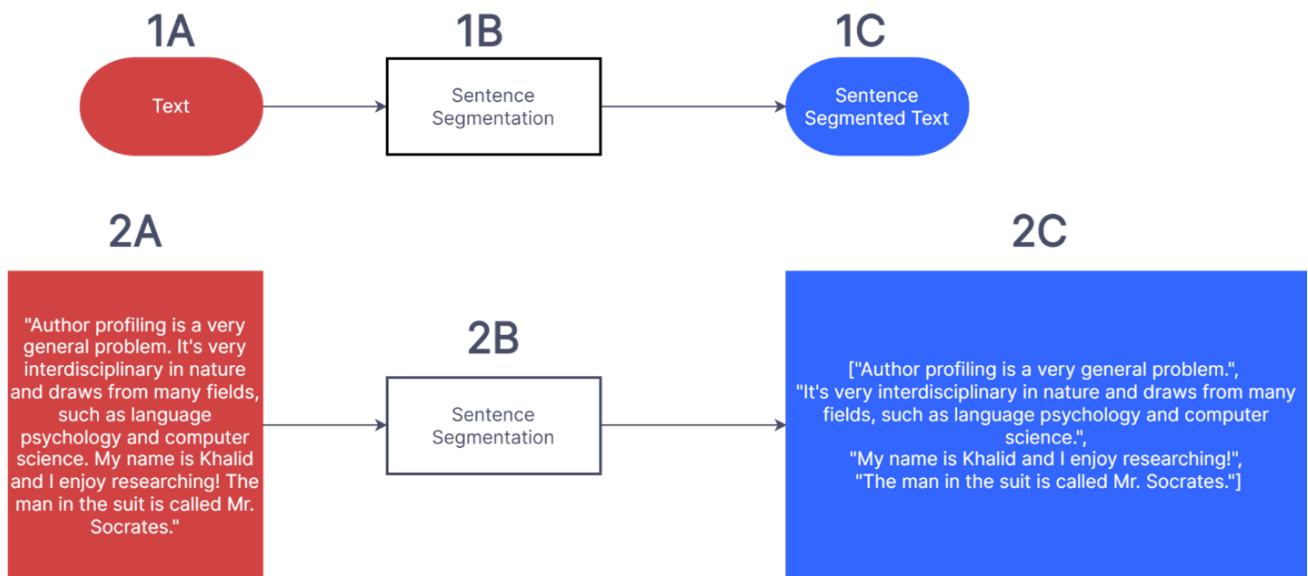 1A
1B
1C
Text
Sentence
Segmentation
Sentence
Segmented Text
2A
2B
2C
"Author profiling is a very
general problem. It's very
interdisciplinary in nature
and draws from many fields,
such as language
psychology and computer
science. My name is Khalid
and I enjoy researching! The
man in the suit is called Mr.
Socrates."
Sentence
Segmentation
["Author profiling is a very general problem.",
"It's very interdisciplinary in nature and draws from many
fields, such as language psychology and computer
science.",
"My name is Khalid and I enjoy researching!",
"The man in the suit is called Mr. Socrates."]